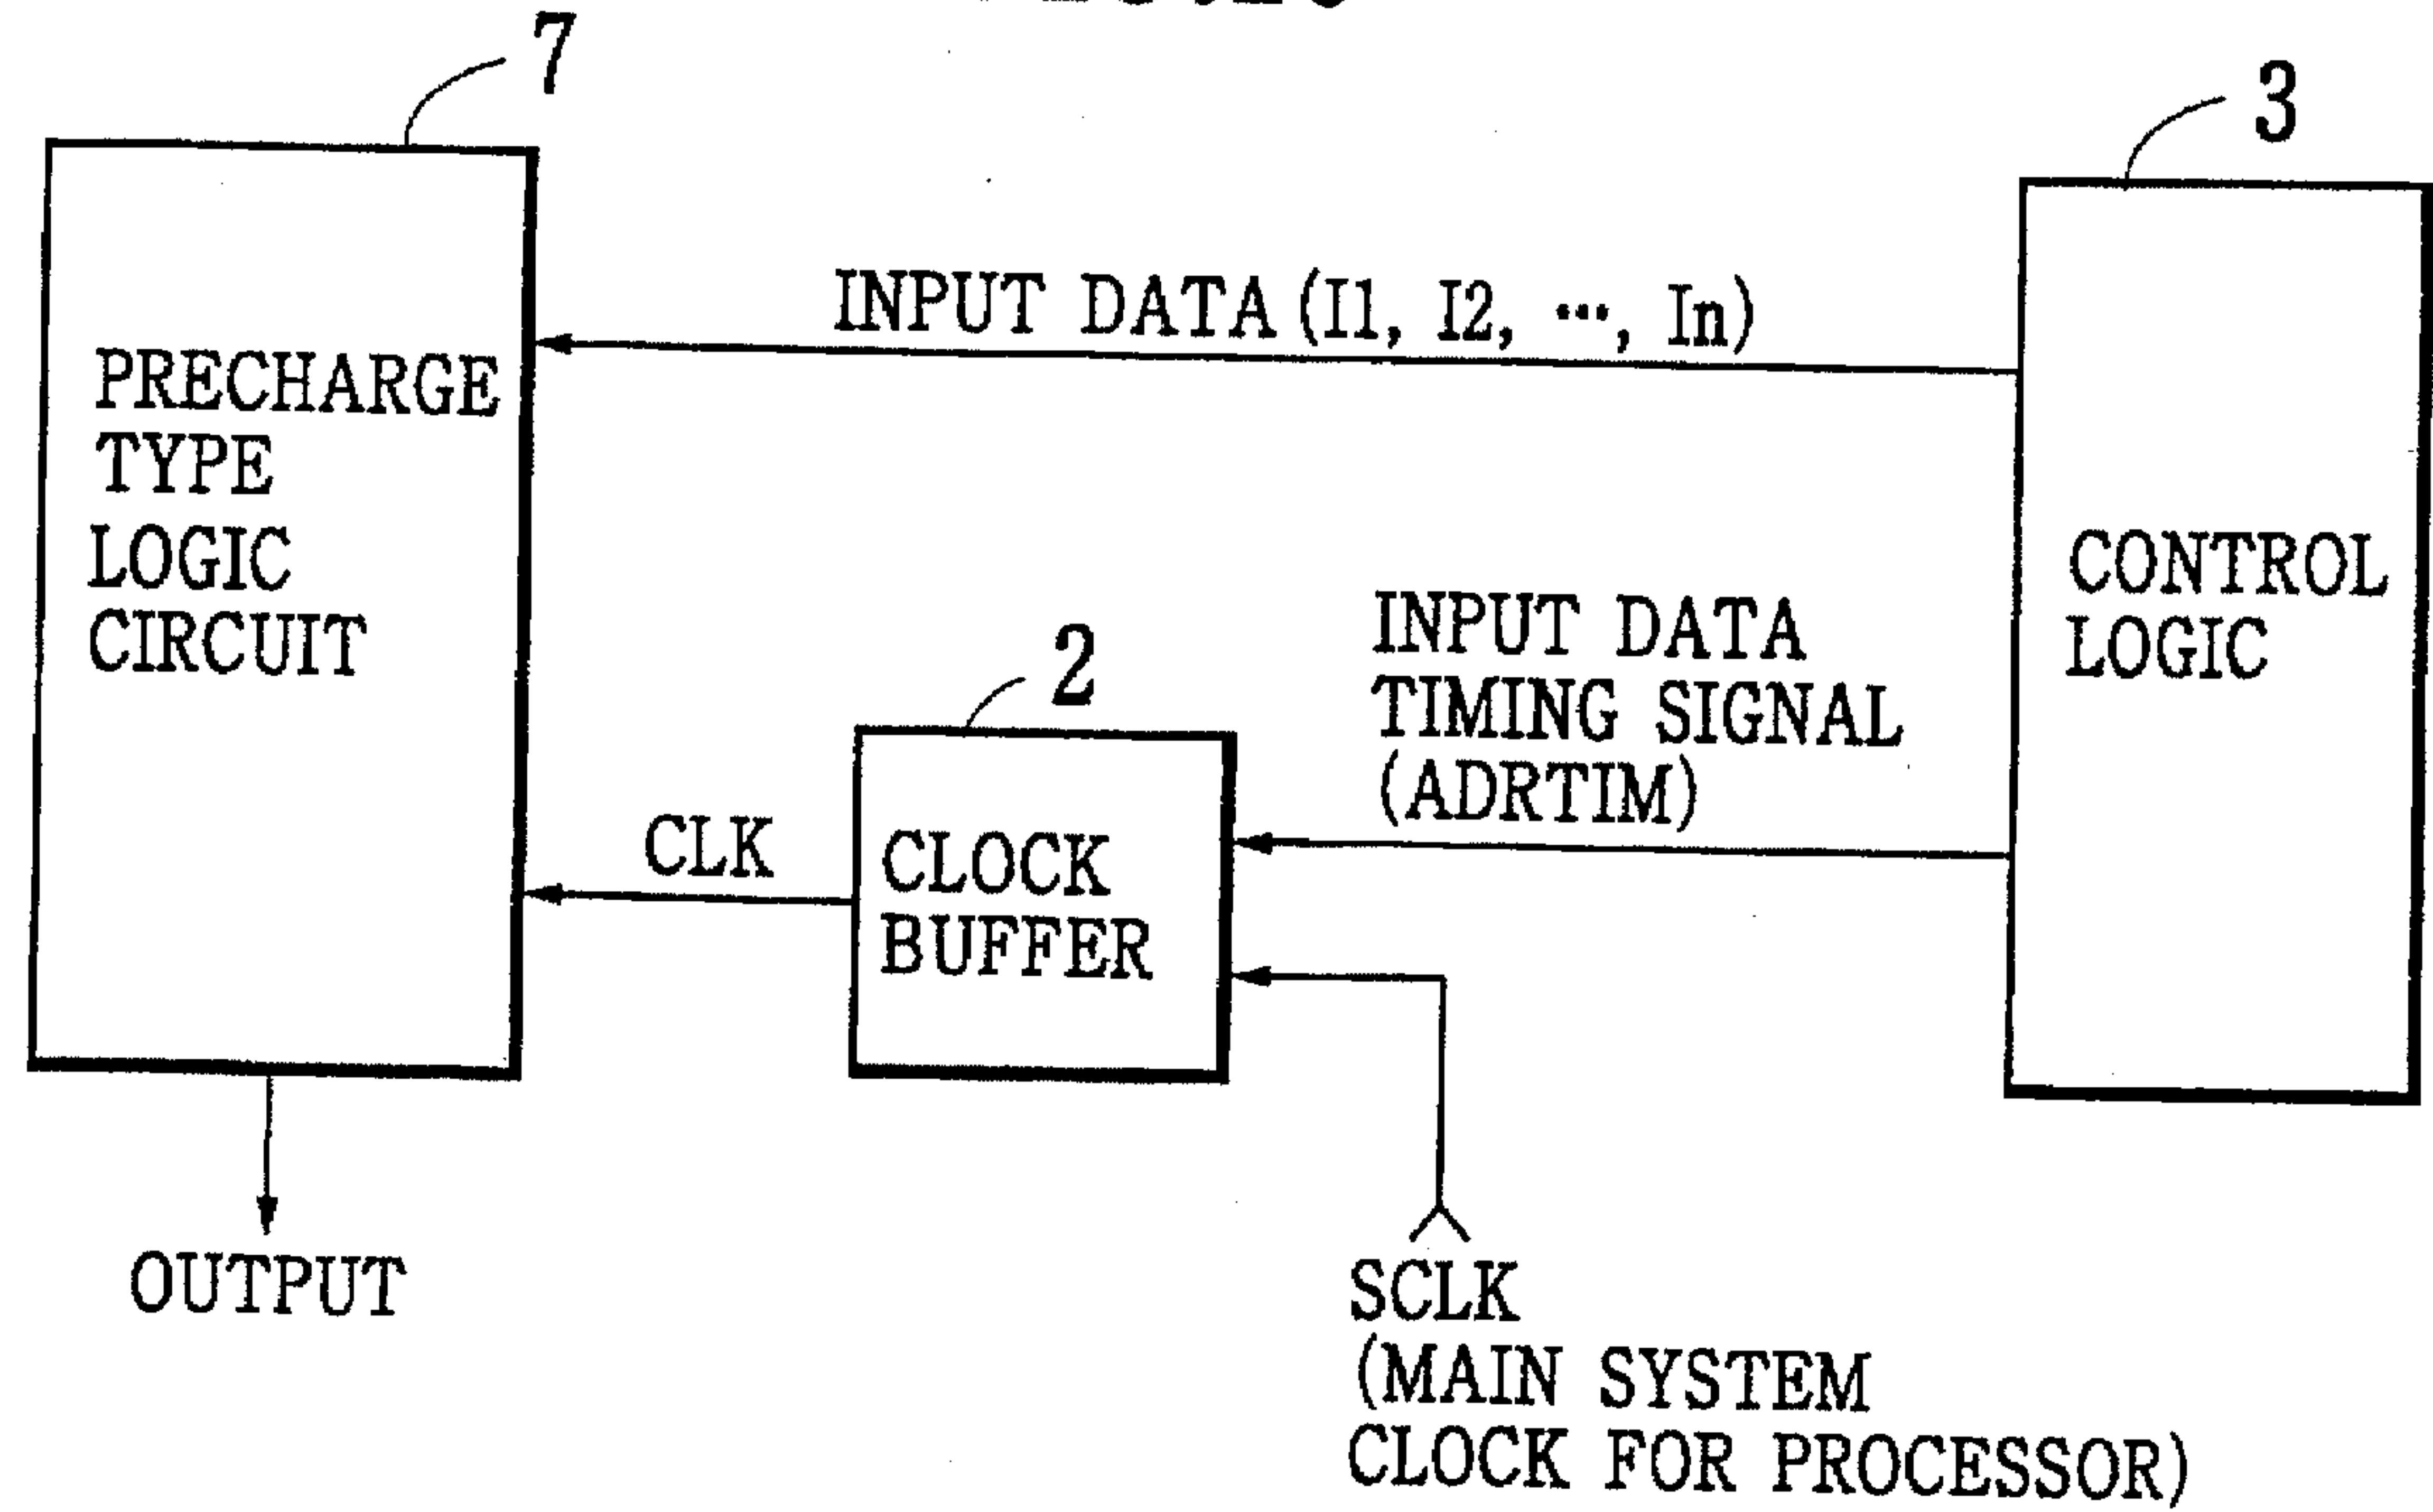 7
3
INPUT DATA (I1, I2, ···, In)
PRECHARGE
TYPE
LOGIC
CIRCUIT
CONTROL
LOGIC
INPUT DATA
TIMING SIGNAL
(ADRTIM)
2
CLK
CLOCK
BUFFER
OUTPUT
SCLK
(MAIN SYSTEM
CLOCK FOR PROCESSOR)